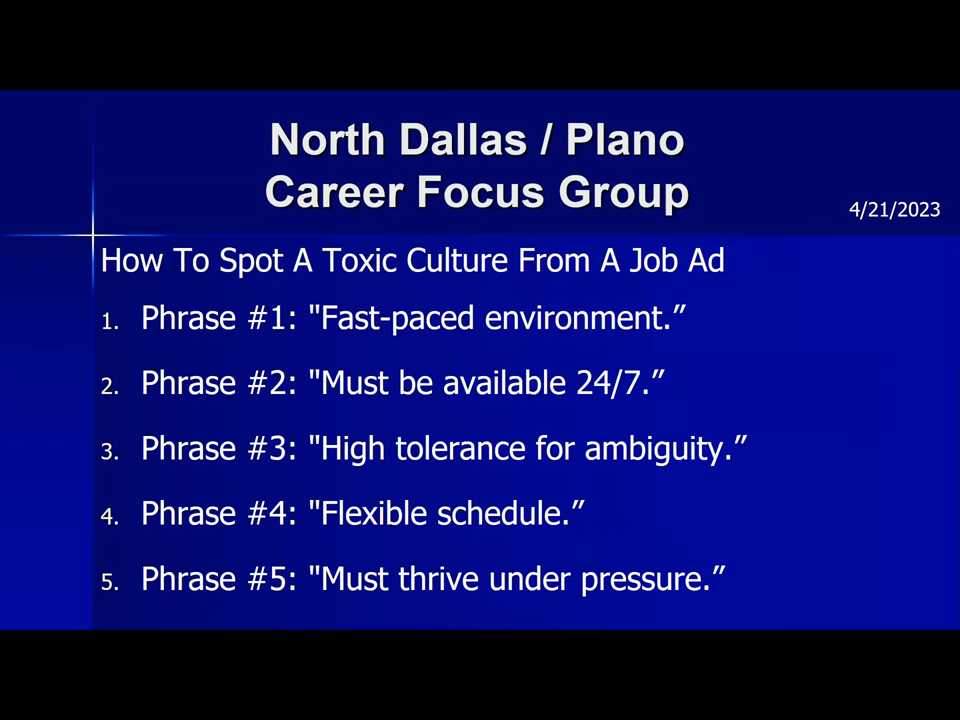 North Dallas / Plano
Career Focus Group
4/21/2023
How To Spot A Toxic Culture From A Job Ad
1. Phrase #1: "Fast-paced environment.”
2. Phrase #2: "Must be available 24/7.”
3. Phrase #3: "High tolerance for ambiguity.”
4. Phrase #4: "Flexible schedule.”
5. Phrase #5: "Must thrive under pressure.”